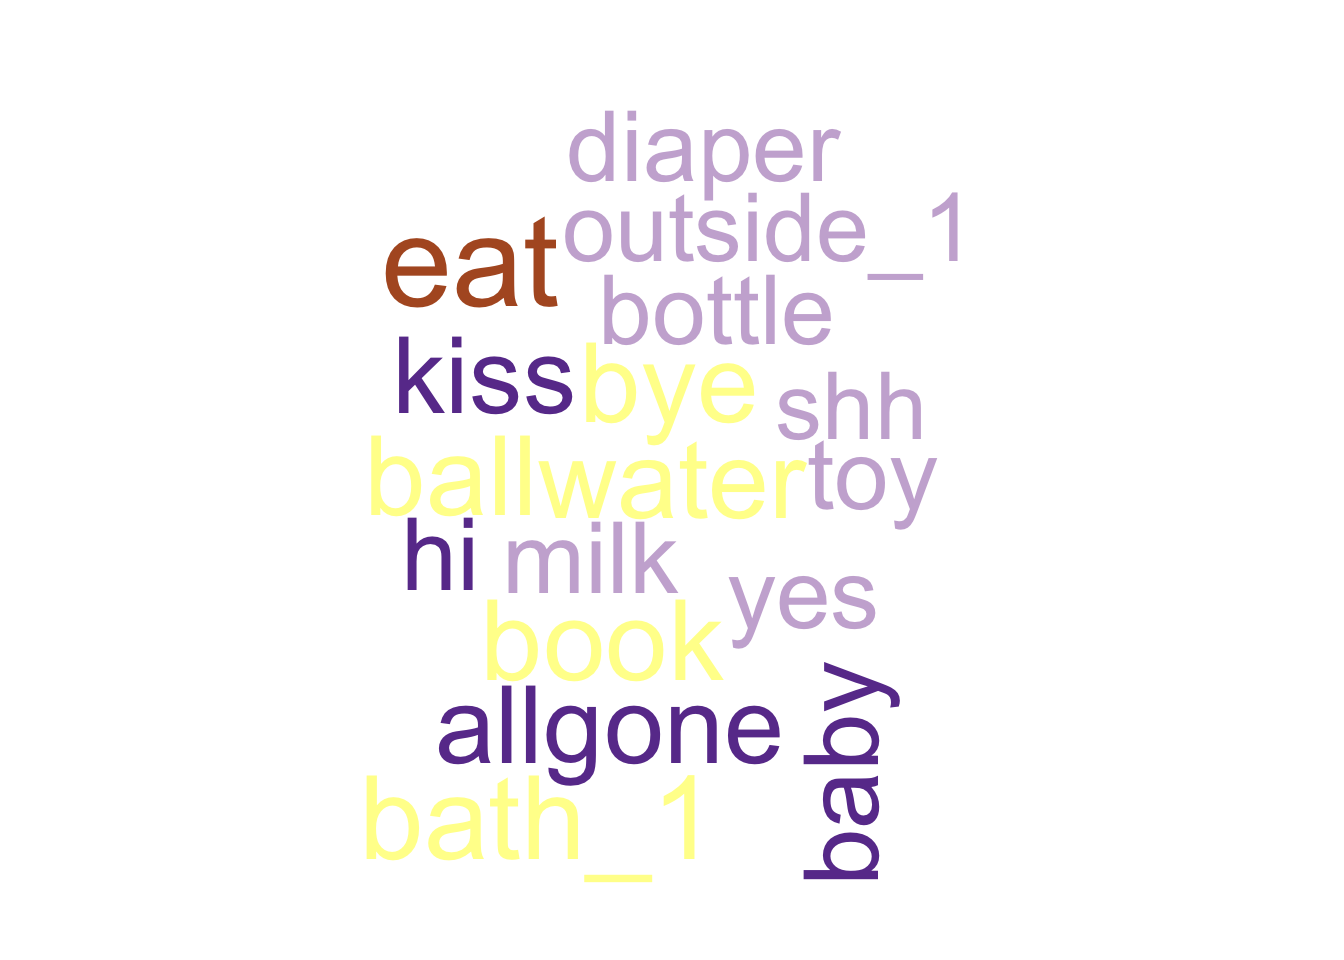 diaper
outside_1
eat
bottle
kiss
bye
shh
ball
water
toy
hi
milk
yes
book
allgone
baby
bath_1